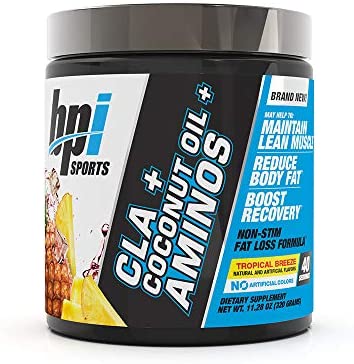 bpi
SPORTS
CLA +
COCONUT OIL +
AMINOS
BRAND NEW!
MAY HELP TO:
MAINTAIN
LEAN MUSCLE
REDUCE
BODY FAT
BOOST
RECOVERY
NON-STIM
FAT LOSS FORMULA
TROPICAL BREEZE
NATURAL AND ARTIFICIAL FLAVORS
40
NO ARTIFICIAL COLORS
DIETARY SUPPLEMENT
NET WT. 11.28 OZ (320 GRAMS)